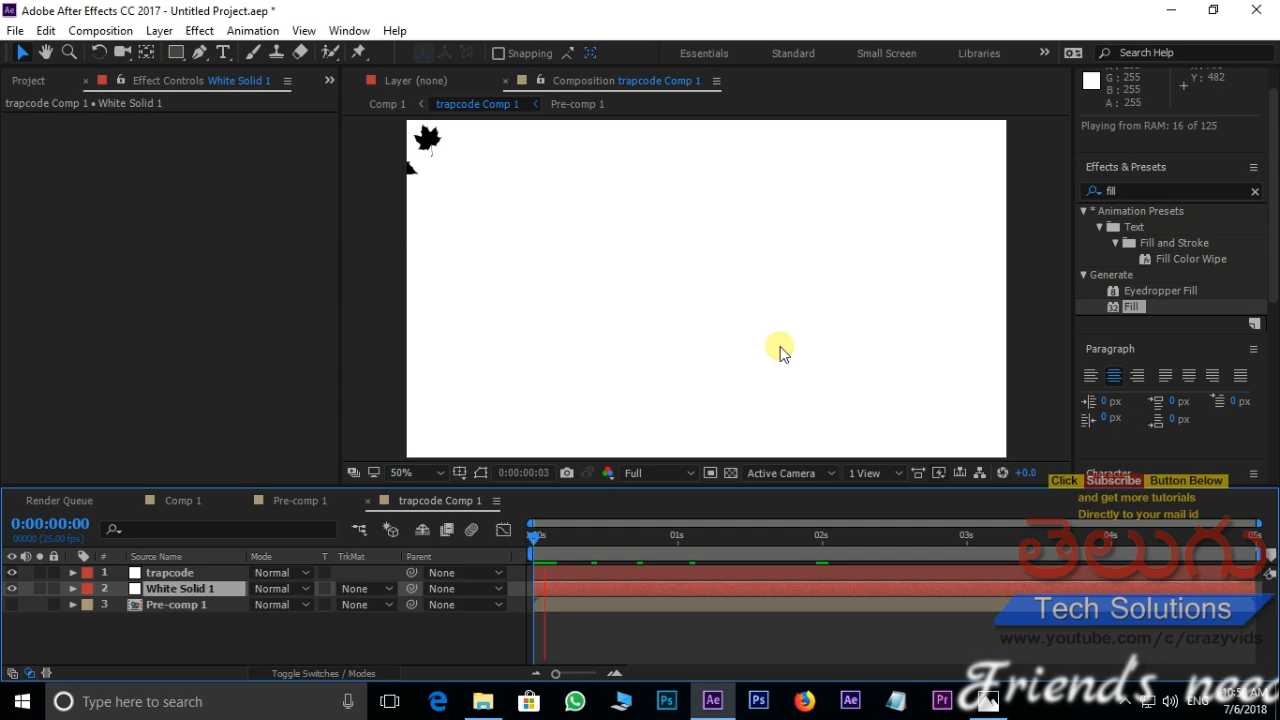 Adobe After Effects CC 2017 - Untitled Project.aep *
File Edit Composition Layer Effect Animation View Window Help
Snapping Essentials Standard Small Screen Libraries Search Help
Project Effect Controls White Solid 1 Layer (none) Composition trapcode Comp 1
trapcode Comp 1 • White Solid 1
Comp 1 trapcode Comp 1 Pre-comp 1
G : 255
B : 255
A : 255
Y : 482
Playing from RAM: 16 of 125
Effects & Presets
fill
* Animation Presets
Text
Fill and Stroke
Fill Color Wipe
Generate
Eyedropper Fill
Fill
Paragraph
0 px 0 px 0 px
0 px 0 px
Character
50% 0:00:00:03 Full Active Camera 1 View +0.0
Click Subscribe Button Below
and get more tutorials
Directly to your mail id
తెలుగు
Tech Solutions
www.youtube.com/c/crazyvids
Render Queue Comp 1 Pre-comp 1 trapcode Comp 1
0:00:00:00
00000 (25.00 fps)
01s 02s 03s 04s 05s
# Source Name Mode T TrkMat Parent
1 trapcode Normal None
2 White Solid 1 Normal None None
3 Pre-comp 1 Normal None None
Toggle Switches / Modes
Friend's need
Type here to search
ENG
10:58 AM
7/6/2018